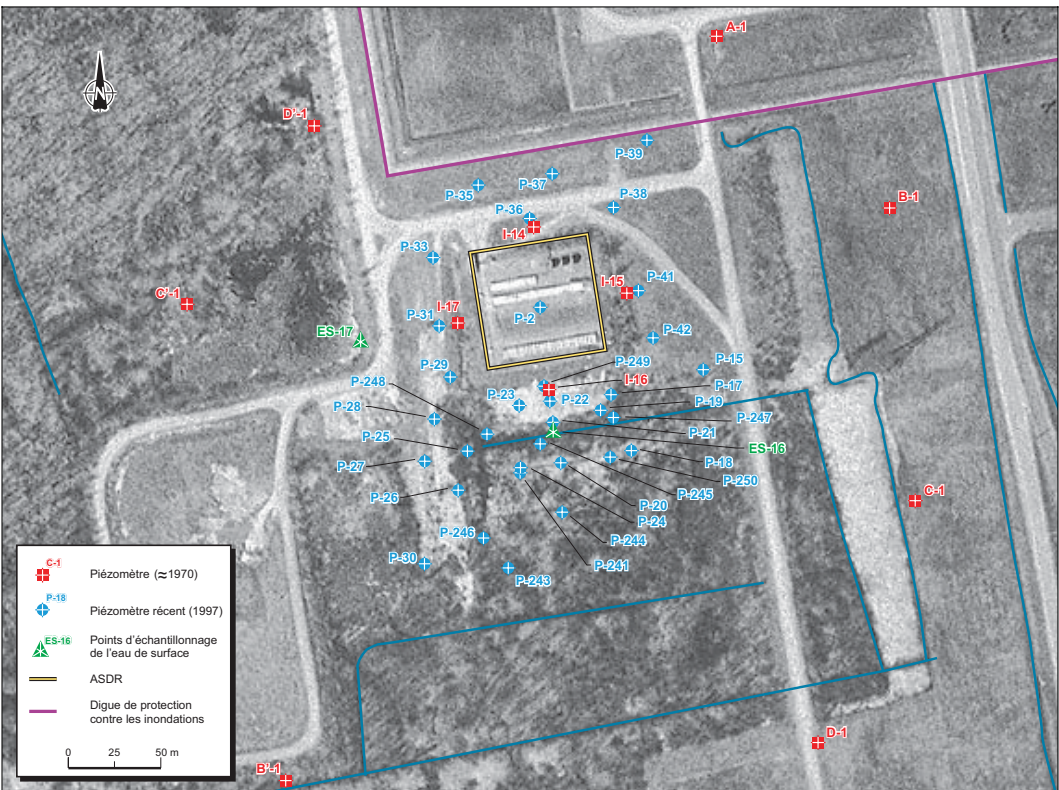 A-1
D'-1
P-39
P-37
P-35
B-1
P-38
P-36
I-14
P-33
I-15
P-41
C'-1
P-2
I-17
P-31
ES-17
P-42
P-249
P-15
P-29
I-16
P-248
P-17
P-23
P-22
P-19
P-28
P-247
P-21
P-25
ES-16
P-27
P-18
P-250
P-26
P-245
C-1
P-20
P-24
P-246
P-244
P-30
P-241
P-243
D-1
B'-1
C-1
Piézomètre (≈1970)
P-18
Piézomètre récent (1997)
ES-16
Points d'échantillonnage
de l'eau de surface
ASDR
Digue de protection
contre les inondations
0 25 50 m